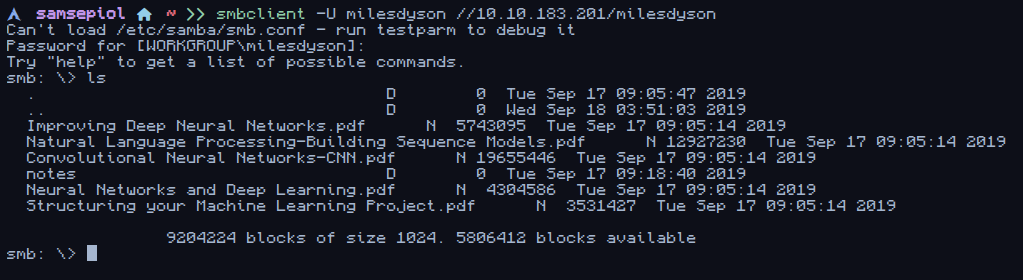 samsepiol ~ >> smbclient -U milesdyson //10.10.183.201/milesdyson
Can't load /etc/samba/smb.conf - run testparm to debug it
Password for [WORKGROUP\milesdyson]:
Try "help" to get a list of possible commands.
smb: \> ls
  .                                   D        0  Tue Sep 17 09:05:47 2019
  ..                                  D        0  Wed Sep 18 03:51:03 2019
  Improving Deep Neural Networks.pdf      N  5743095  Tue Sep 17 09:05:14 2019
  Natural Language Processing-Building Sequence Models.pdf      N 12927230  Tue Sep 17 09:05:14 2019
  Convolutional Neural Networks-CNN.pdf      N 19655446  Tue Sep 17 09:05:14 2019
  notes                               D        0  Tue Sep 17 09:18:40 2019
  Neural Networks and Deep Learning.pdf      N  4304586  Tue Sep 17 09:05:14 2019
  Structuring your Machine Learning Project.pdf      N  3531427  Tue Sep 17 09:05:14 2019
9204224 blocks of size 1024. 5806412 blocks available
smb: \>